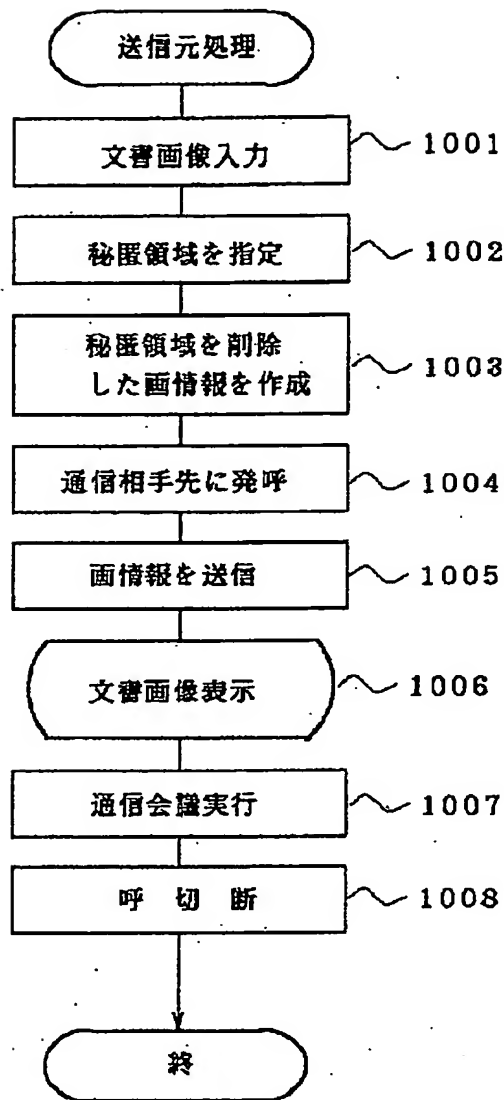 送信元処理
文書画像入力 1001
秘匿領域を指定 1002
秘匿領域を削除
した画情報を作成 1003
通信相手先に発呼 1004
画情報を送信 1005
文書画像表示 1006
通信会議実行 1007
呼 切 断 1008
終